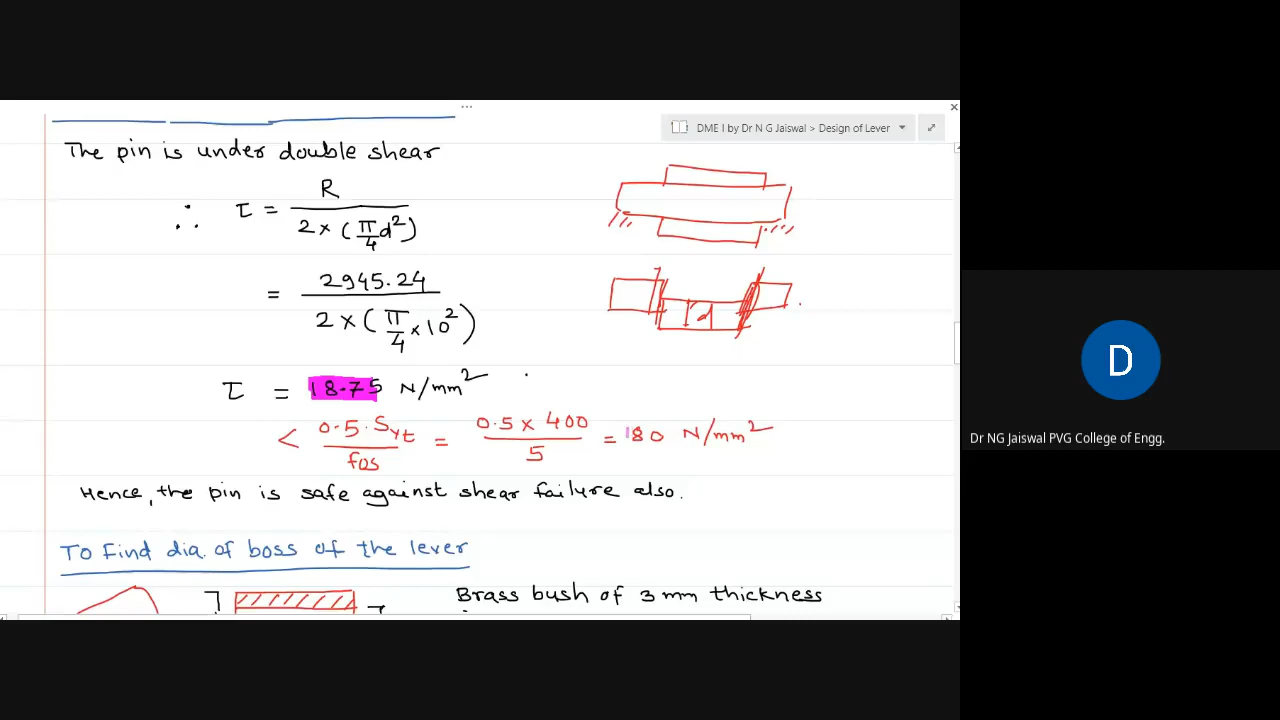 ...
DME I by Dr N G Jaiswal > Design of Lever
The pin is under double shear
∴ τ = R / 2 × (π/4 d²)
= 2945.24 / 2 × (π/4 × 10²)
d
τ = 18.75 N/mm²
< 0.5 . Syt / fos = 0.5 × 400 / 5 = 180 N/mm²
Hence, the pin is safe against shear failure also.
To Find dia. of boss of the lever
Brass bush of 3 mm thickness
D
Dr NG Jaiswal PVG College of Engg.